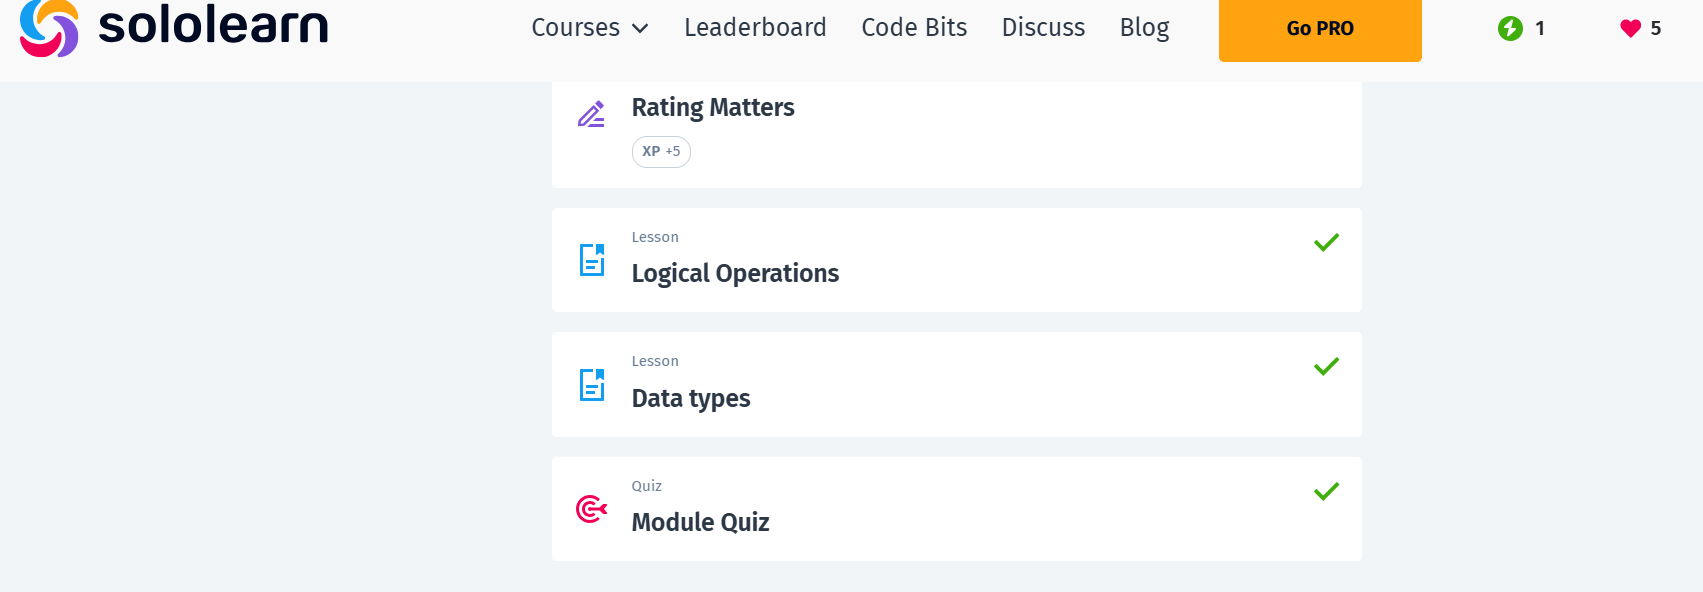 sololearn
Courses Leaderboard Code Bits Discuss Blog Go PRO 1 5
Rating Matters
XP +5
Lesson
Logical Operations
Lesson
Data types
Quiz
Module Quiz